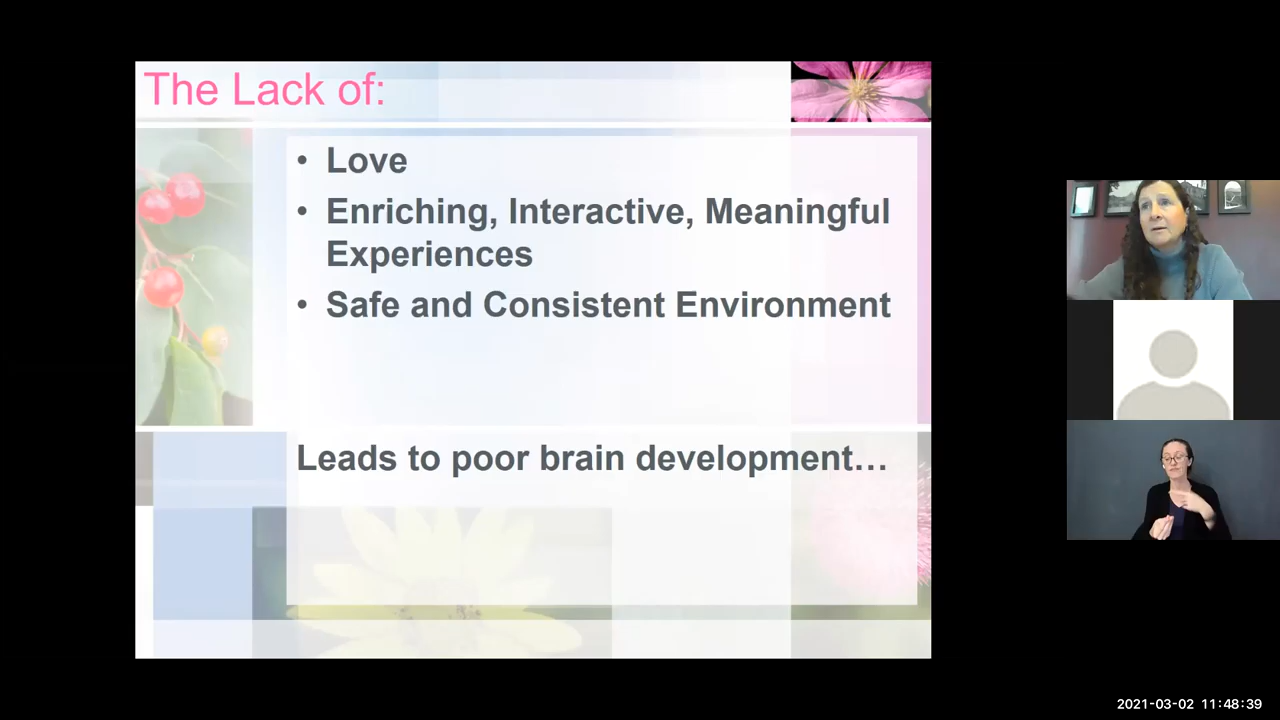 The Lack of:
• Love
• Enriching, Interactive, Meaningful
Experiences
• Safe and Consistent Environment
Leads to poor brain development…
2021-03-02 11:48:39